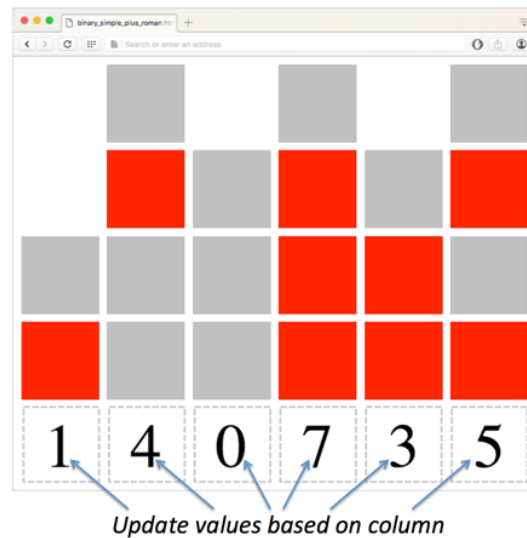 binary_simple_plus_roman.ht
Search or enter an address
1 4 0 7 3 5
Update values based on column